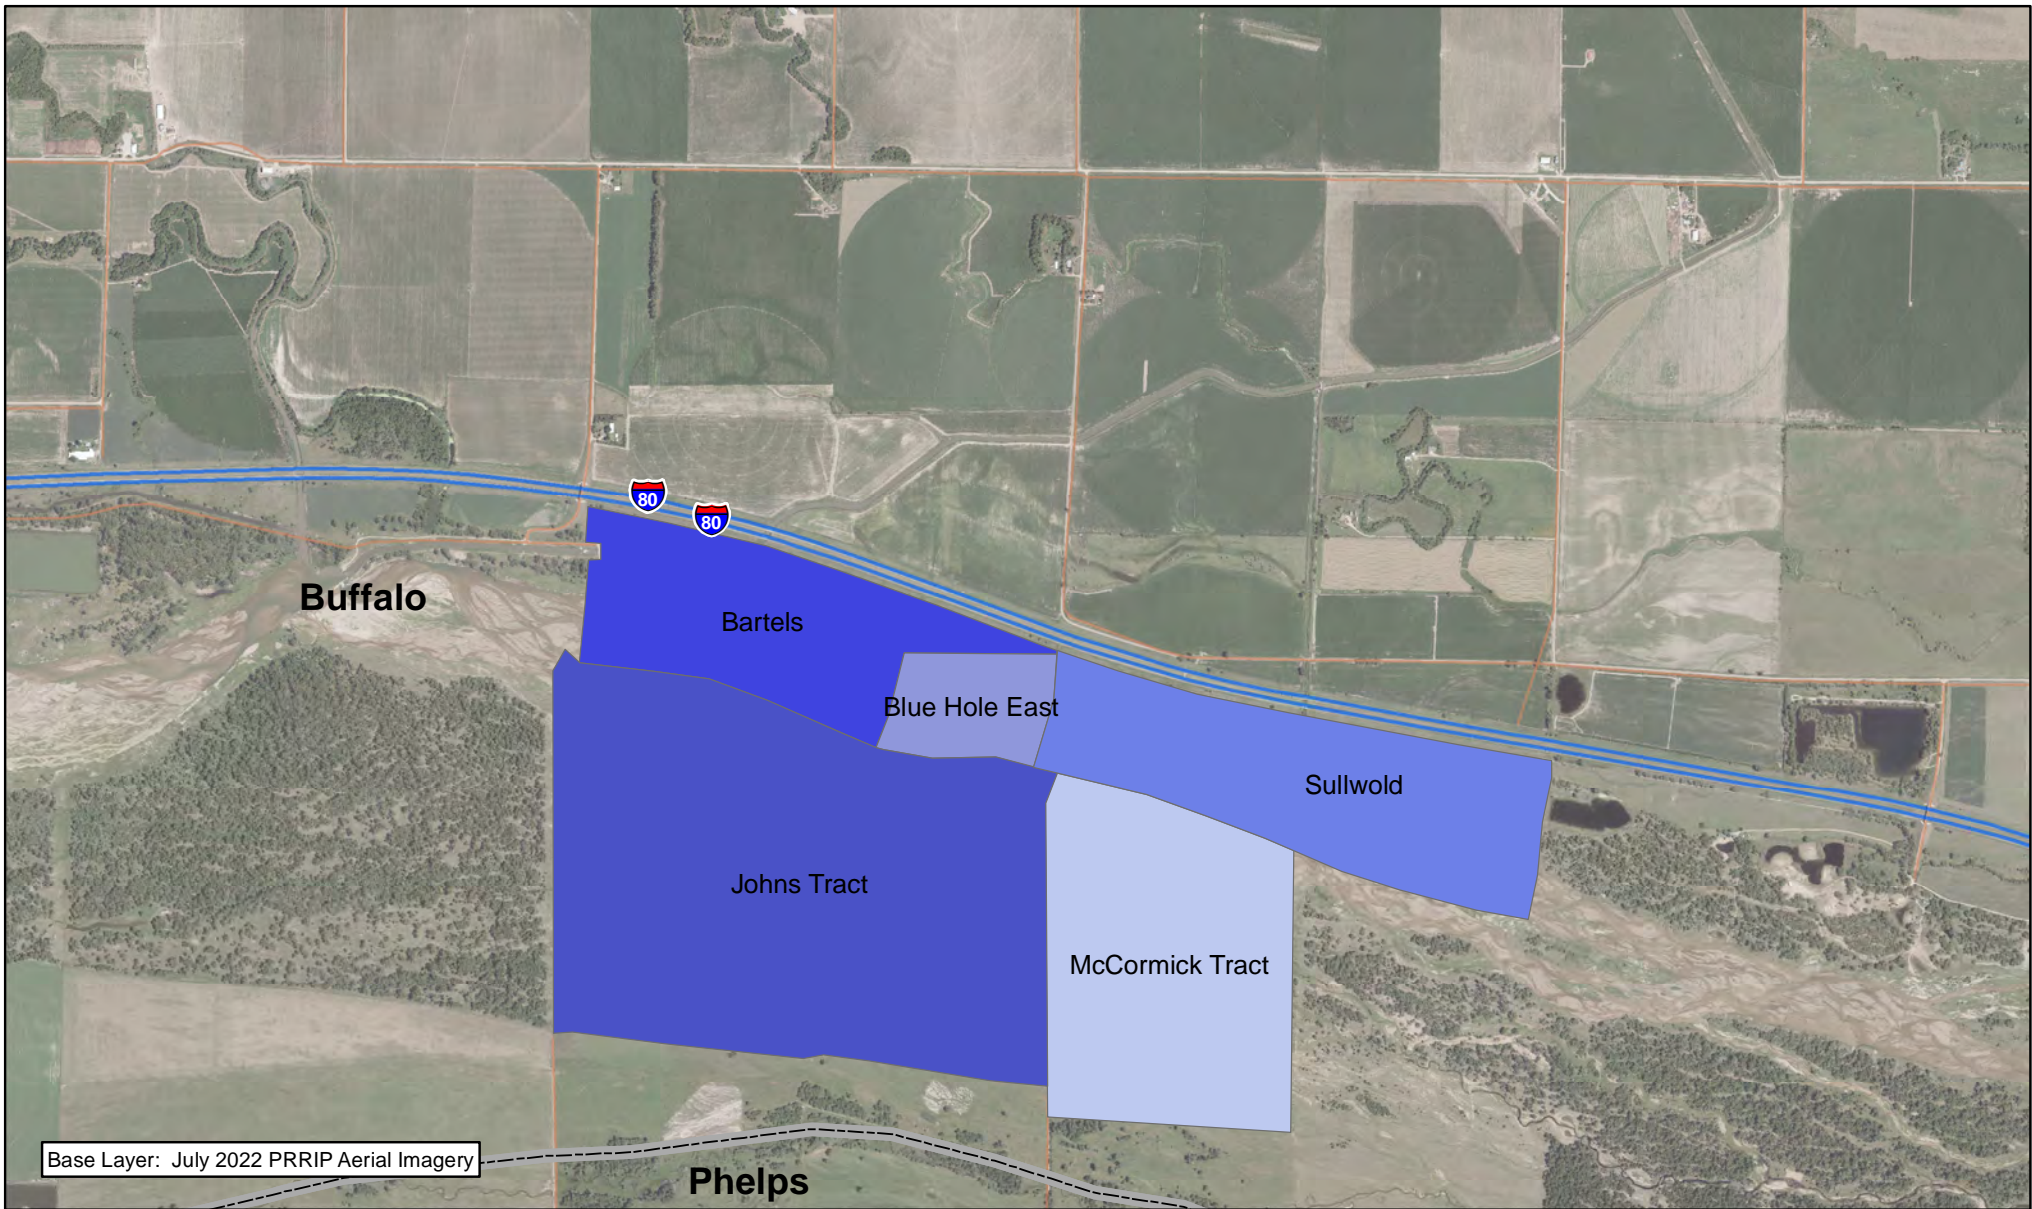 80
80
Buffalo
Bartels
Blue Hole East
Sullwold
Johns Tract
McCormick Tract
Base Layer: July 2022 PRRIP Aerial Imagery
Phelps